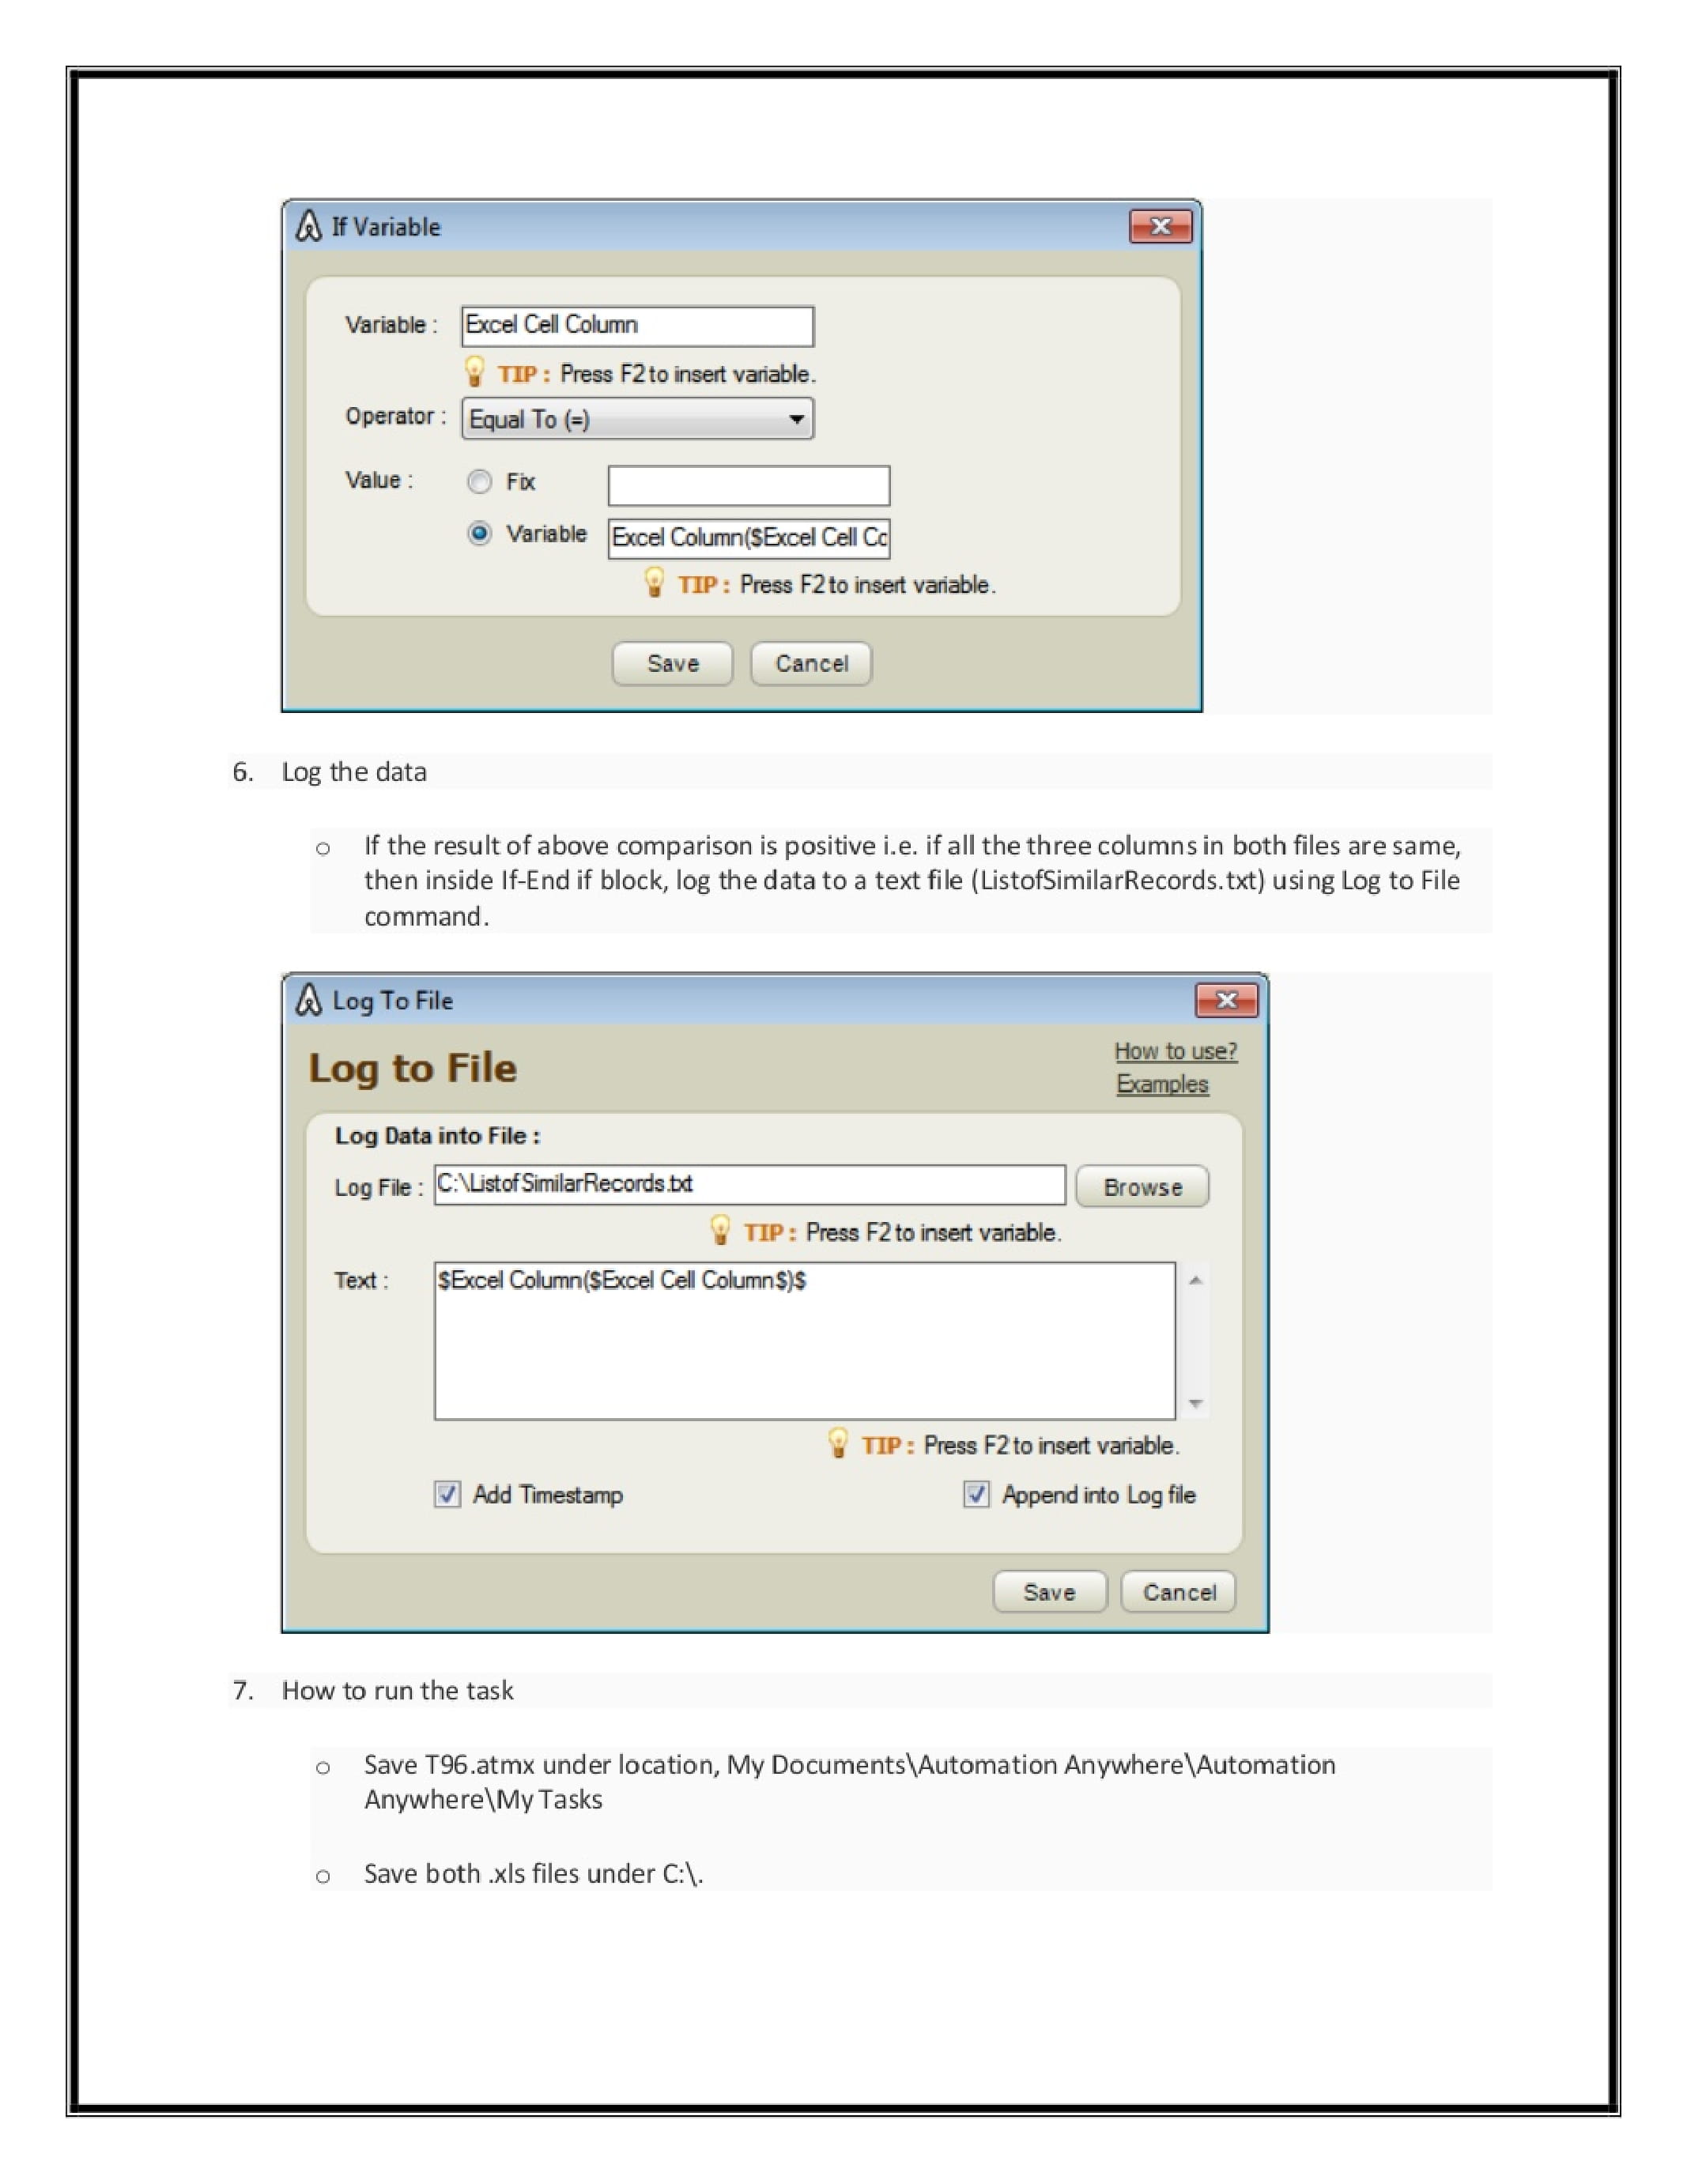 If Variable
Variable : Excel Cell Column
TIP : Press F2 to insert variable.
Operator : Equal To (=)
Value : Fix
Variable Excel Column($Excel Cell Co
TIP : Press F2 to insert variable.
Save Cancel
6. Log the data
o If the result of above comparison is positive i.e. if all the three columns in both files are same,
then inside If-End if block, log the data to a text file (ListofSimilarRecords.txt) using Log to File
command.
Log To File
Log to File
How to use?
Examples
Log Data into File :
Log File : C:\ListofSimilarRecords.txt Browse
TIP : Press F2 to insert variable.
Text : $Excel Column($Excel Cell Column$)$
TIP : Press F2 to insert variable.
Add Timestamp Append into Log file
Save Cancel
7. How to run the task
o Save T96.atmx under location, My Documents\Automation Anywhere\Automation
Anywhere\My Tasks
o Save both .xls files under C:\.